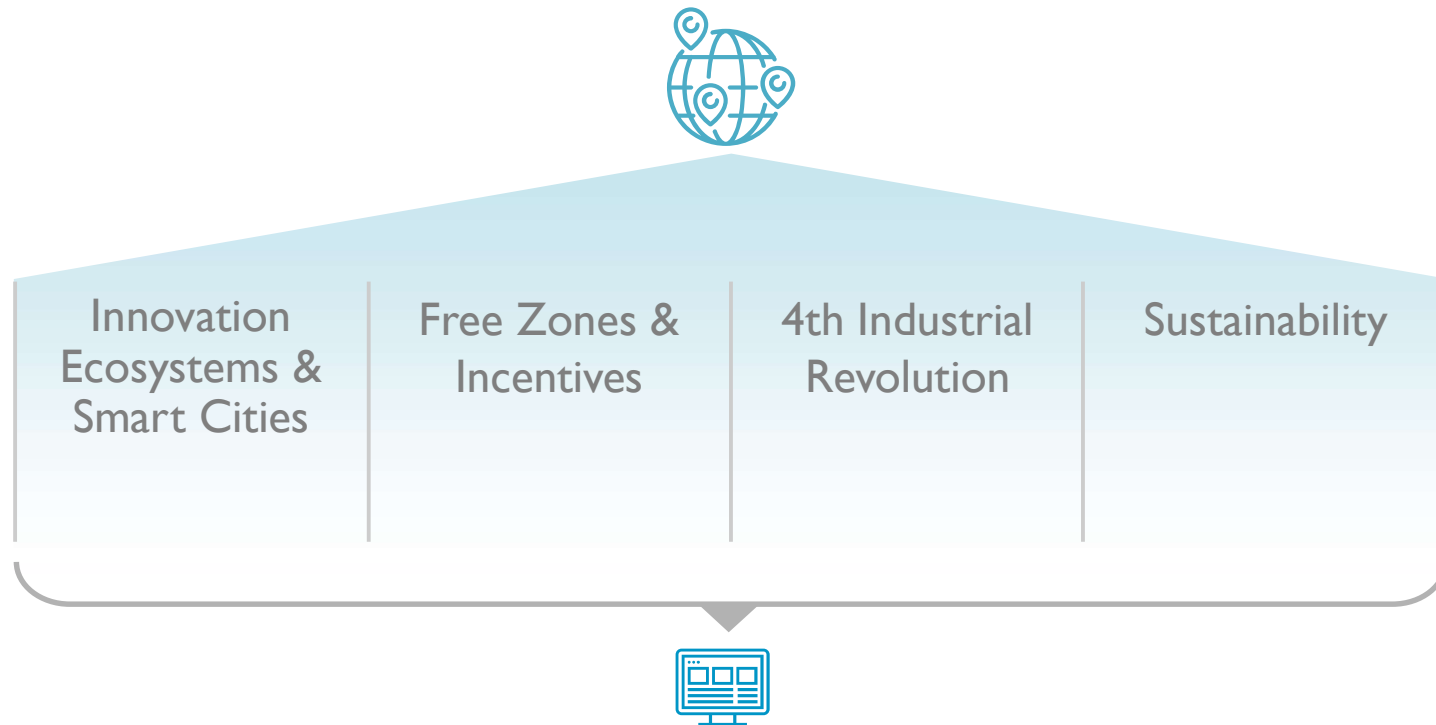 Innovation
Ecosystems &
Smart Cities
Free Zones &
Incentives
4th Industrial
Revolution
Sustainability